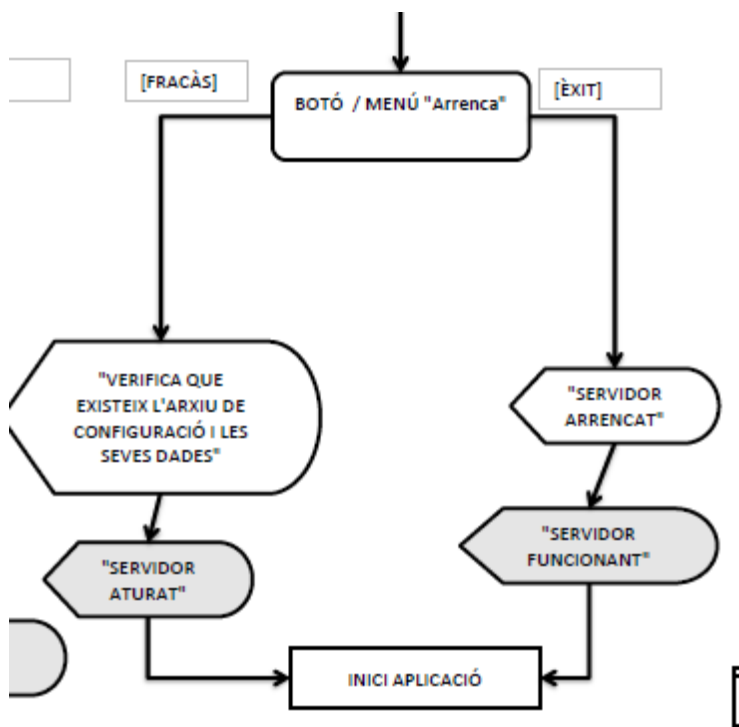 [FRACÀS]
BOTÓ / MENÚ "Arrenca"
[ÈXIT]
"VERIFICA QUE
EXISTEIX L'ARXIU DE
CONFIGURACIÓ I LES
SEVES DADES"
"SERVIDOR
ARRENCAT"
"SERVIDOR
ATURAT"
"SERVIDOR
FUNCIONANT"
INICI APLICACIÓ